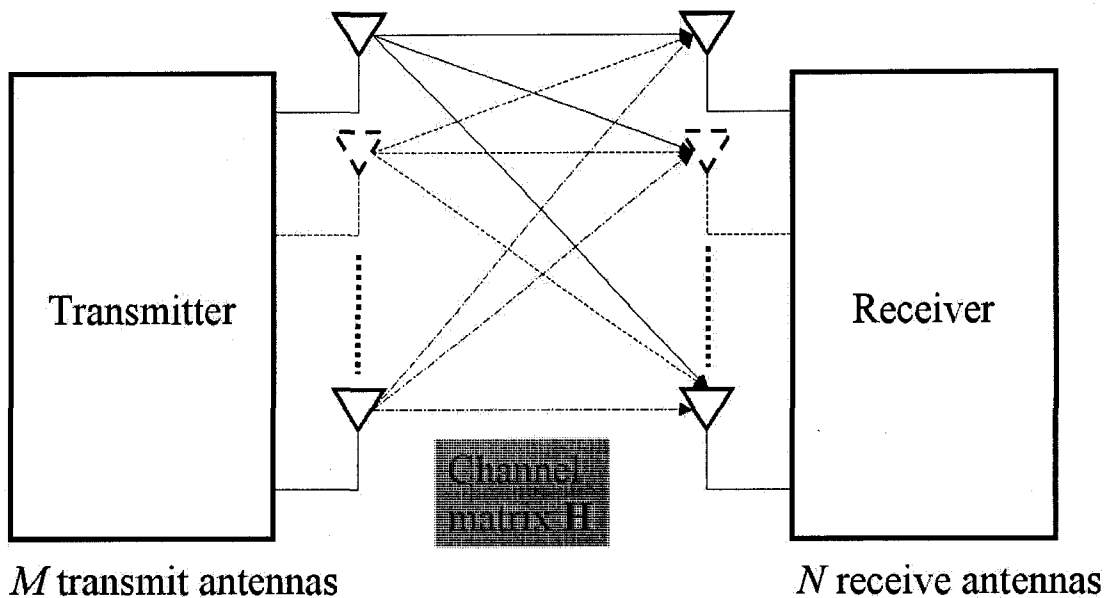 Transmitter
Receiver
Channel
matrix H
M transmit antennas
N receive antennas